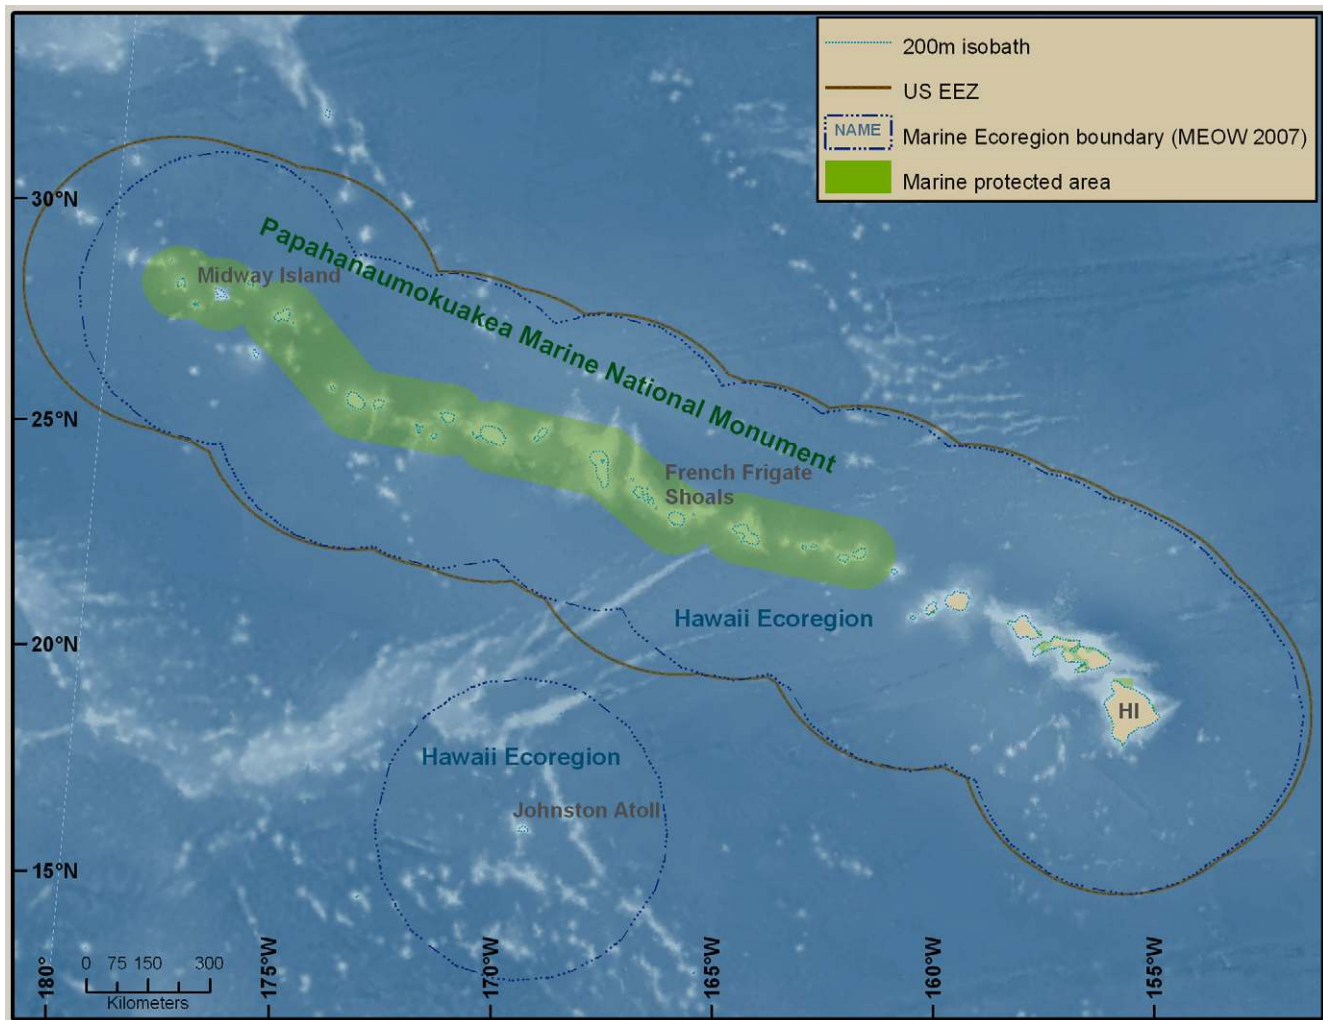 200m isobath
US EEZ
NAME
Marine Ecoregion boundary (MEOW 2007)
Marine protected area
30°N
Papahanaumokuakea Marine National Monument
Midway Island
25°N
French Frigate
Shoals
Hawaii Ecoregion
20°N
HI
Hawaii Ecoregion
Johnston Atoll
15°N
180°
175°W
170°W
165°W
160°W
155°W
0 75 150 300
Kilometers